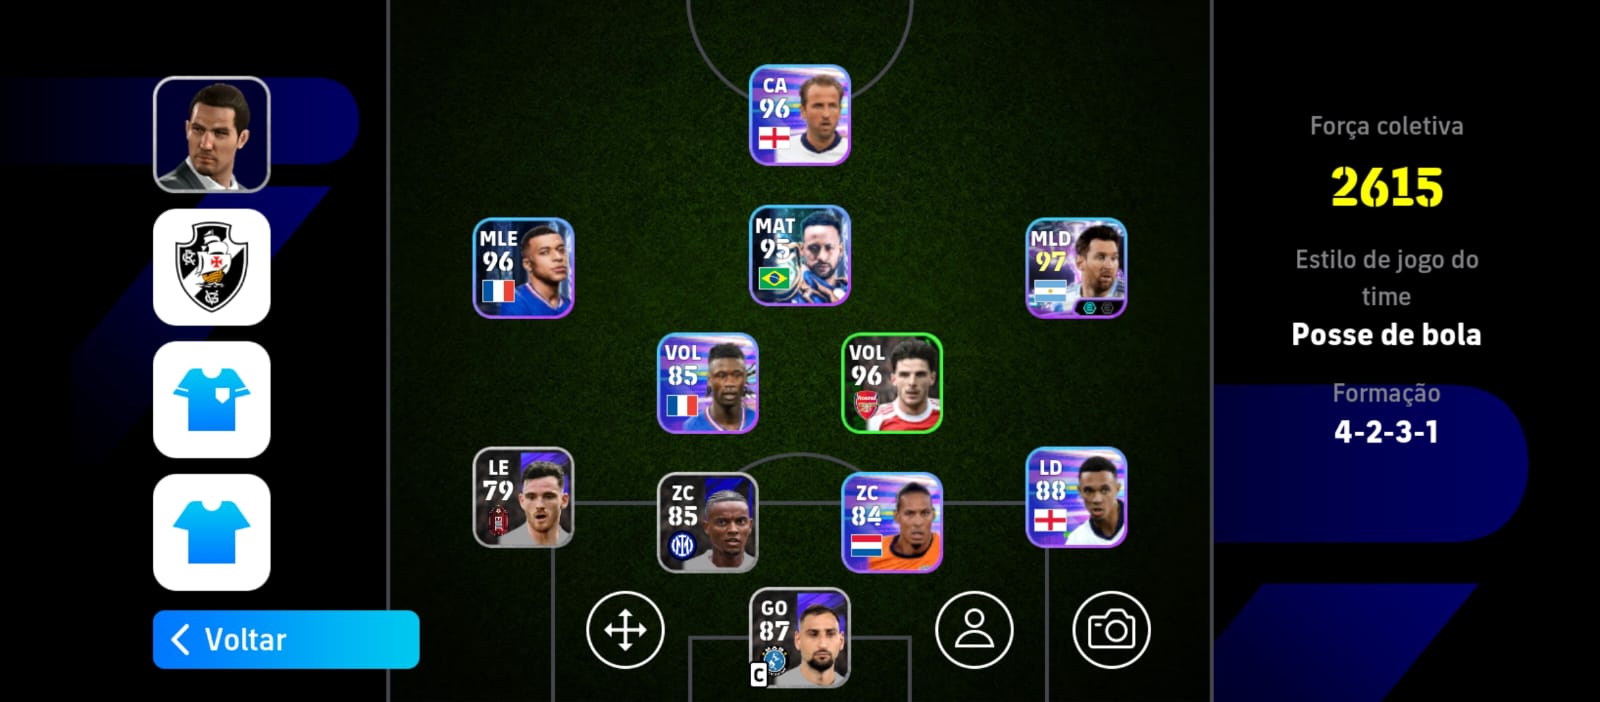 CA
96
MLE
96
MAT
95
MLD
97
VOL
85
VOL
96
Arsenal
LE
79
ZC
85
ZC
84
LD
88
GO
87
C
Voltar
Força coletiva
2615
Estilo de jogo do
time
Posse de bola
Formação
4-2-3-1